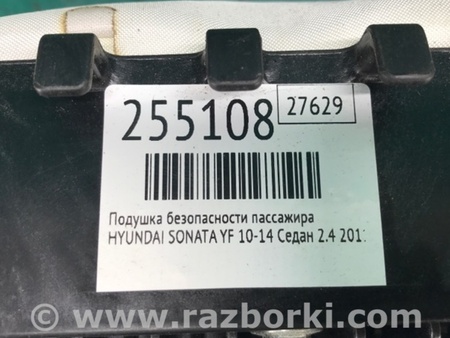 255108
27629
Подушка безопасности пассажира
HYUNDAI SONATA YF 10-14 Седан 2.4
© www.razborki.com